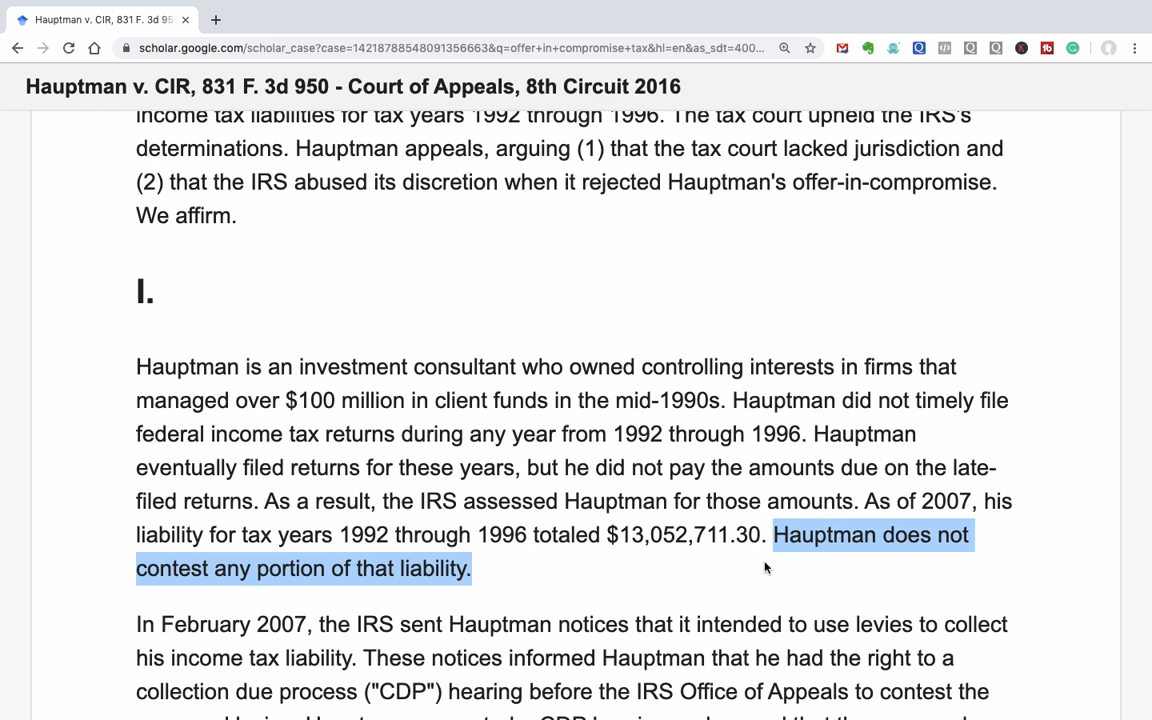 Hauptman v. CIR, 831 F. 3d 95
scholar.google.com/scholar_case?case=14218788548091356663&q=offer+in+compromise+tax&hl=en&as_sdt=400...
Hauptman v. CIR, 831 F. 3d 950 - Court of Appeals, 8th Circuit 2016
income tax liabilities for tax years 1992 through 1996. The tax court upheld the IRS's
determinations. Hauptman appeals, arguing (1) that the tax court lacked jurisdiction and
(2) that the IRS abused its discretion when it rejected Hauptman's offer-in-compromise.
We affirm.
I.
Hauptman is an investment consultant who owned controlling interests in firms that
managed over $100 million in client funds in the mid-1990s. Hauptman did not timely file
federal income tax returns during any year from 1992 through 1996. Hauptman
eventually filed returns for these years, but he did not pay the amounts due on the late-
filed returns. As a result, the IRS assessed Hauptman for those amounts. As of 2007, his
liability for tax years 1992 through 1996 totaled $13,052,711.30. Hauptman does not
contest any portion of that liability.
In February 2007, the IRS sent Hauptman notices that it intended to use levies to collect
his income tax liability. These notices informed Hauptman that he had the right to a
collection due process ("CDP") hearing before the IRS Office of Appeals to contest the